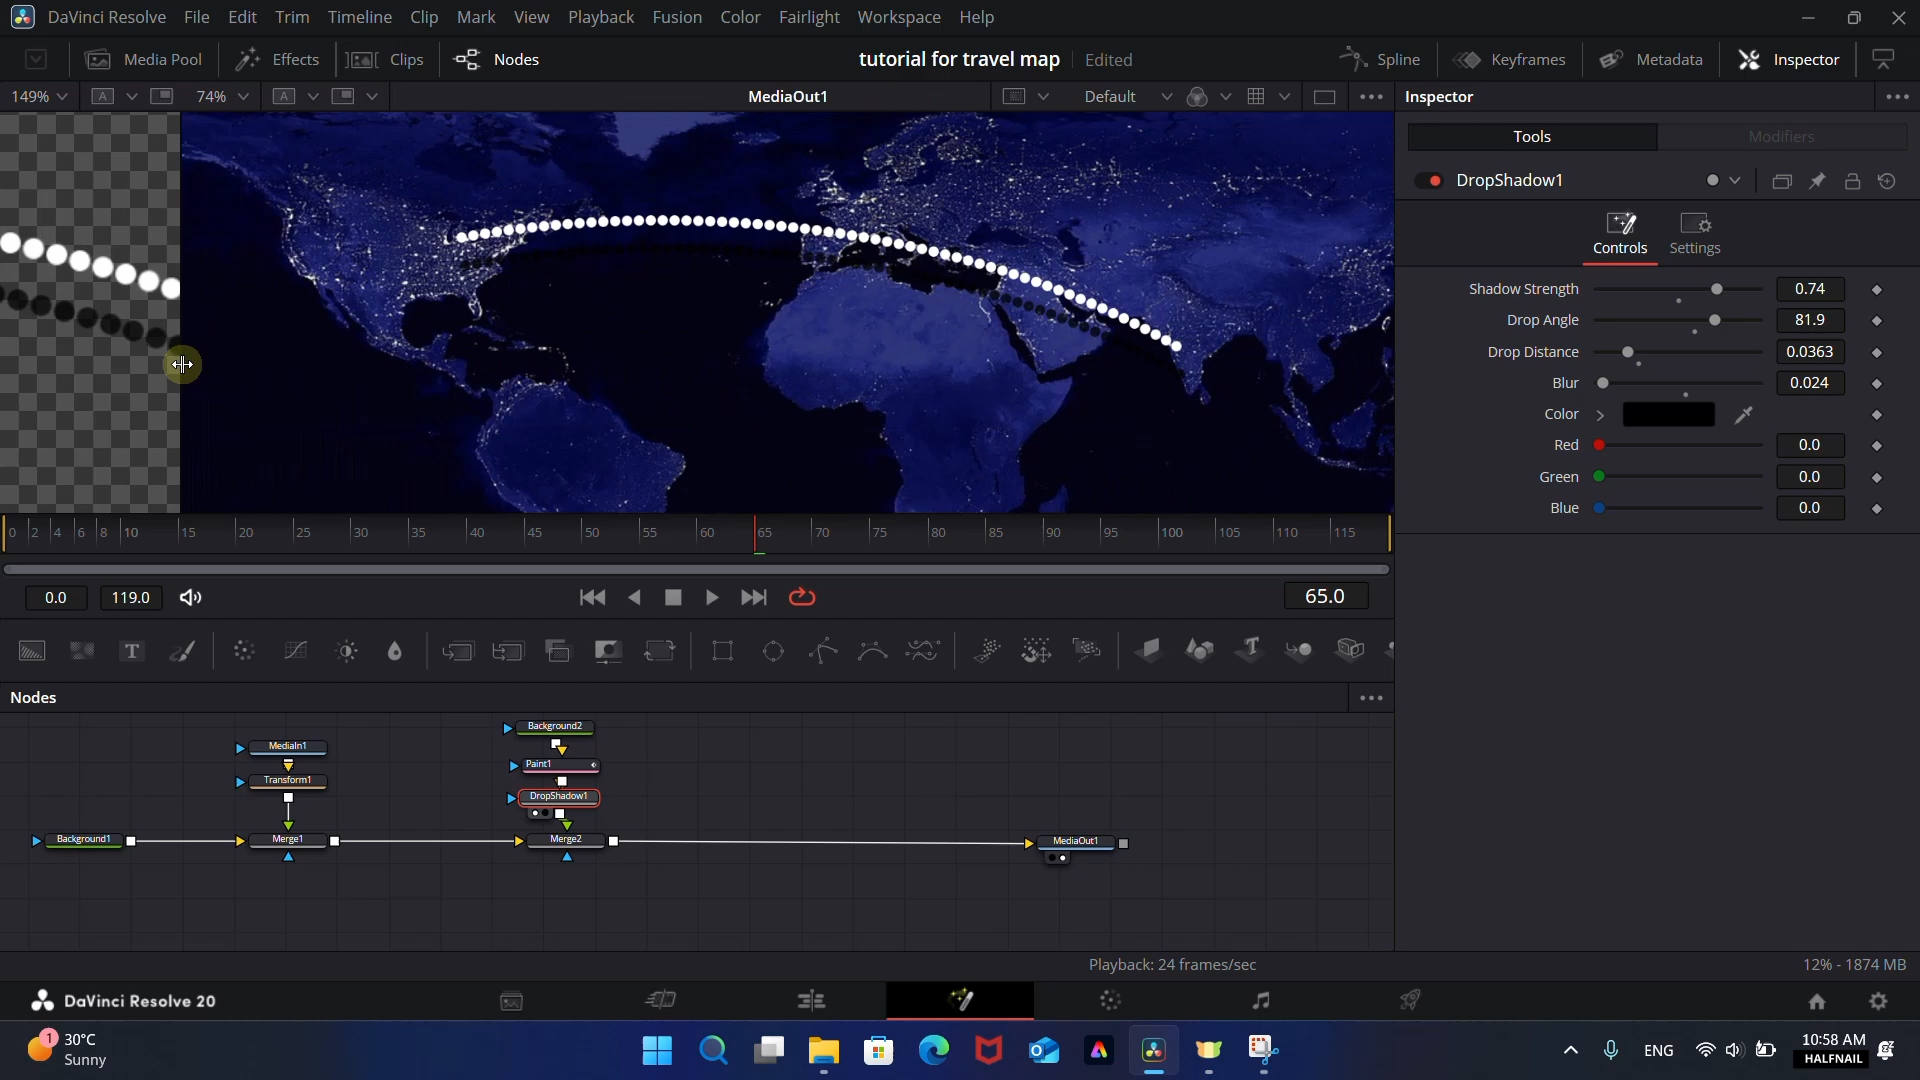 DaVinci Resolve File Edit Trim Timeline Clip Mark View Playback Fusion Color Fairlight Workspace Help
Media Pool Effects Clips Nodes tutorial for travel map Edited Spline Keyframes Metadata Inspector
149% A 74% A MediaOut1 Default Inspector
Tools Modifiers
DropShadow1
Controls Settings
Shadow Strength 0.74
Drop Angle 81.9
Drop Distance 0.0363
Blur 0.024
Color
Red 0.0
Green 0.0
Blue 0.0
0 2 4 6 8 10 15 20 25 30 35 40 45 50 55 60 65 70 75 80 85 90 95 100 105 110 115
0.0 119.0 65.0
T T
Nodes
Background2
MediaIn1
Paint1
Transform1
DropShadow1
Background1 Merge1 Merge2 MediaOut1
Playback: 24 frames/sec 12% - 1874 MB
DaVinci Resolve 20
1 30°C
Sunny
ENG
10:58 AM
HALFNAIL